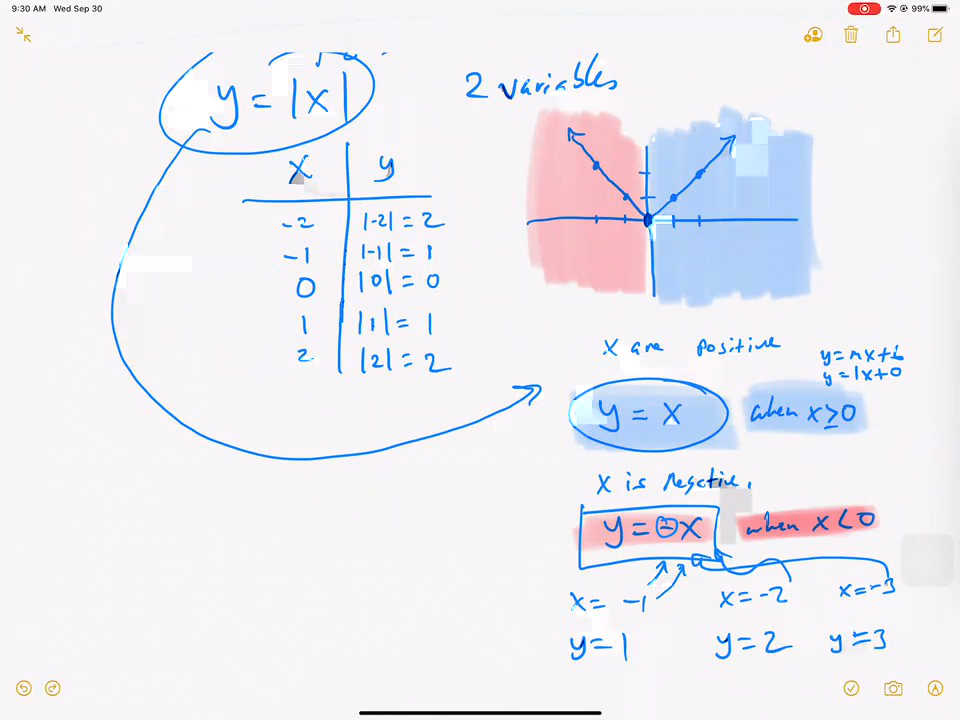 9:30 AM Wed Sep 30
99%
y = |x|
2 variables
x y
-2 |-2| = 2
-1 |-1| = 1
0 |0| = 0
1 |1| = 1
2 |2| = 2
x are positive
y = mx+b
y = 1x+0
y = x when x ≥ 0
x is negative.
y = -x when x < 0
x = -1 x = -2 x = -3
y = 1 y = 2 y = 3